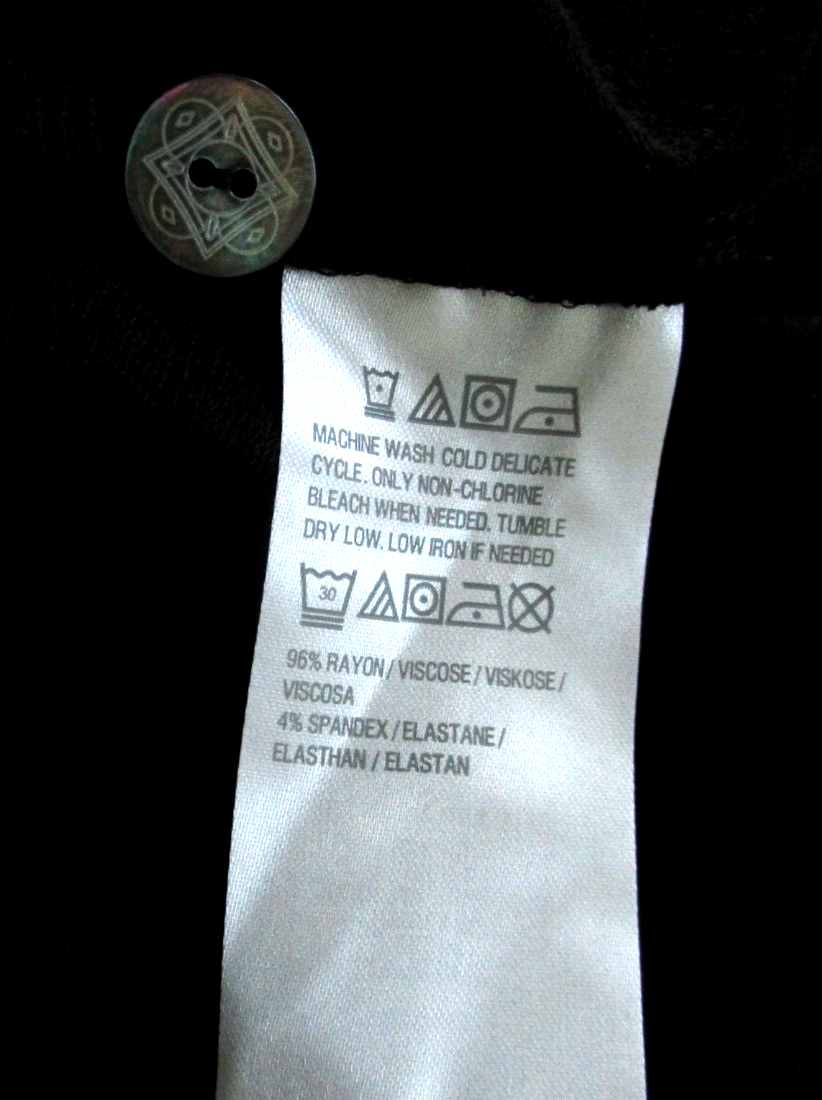 MACHINE WASH COLD DELICATE
CYCLE. ONLY NON-CHLORINE
BLEACH WHEN NEEDED. TUMBLE
DRY LOW. LOW IRON IF NEEDED
30
96% RAYON / VISCOSE / VISKOSE /
VISCOSA
4% SPANDEX / ELASTANE /
ELASTHAN / ELASTAN